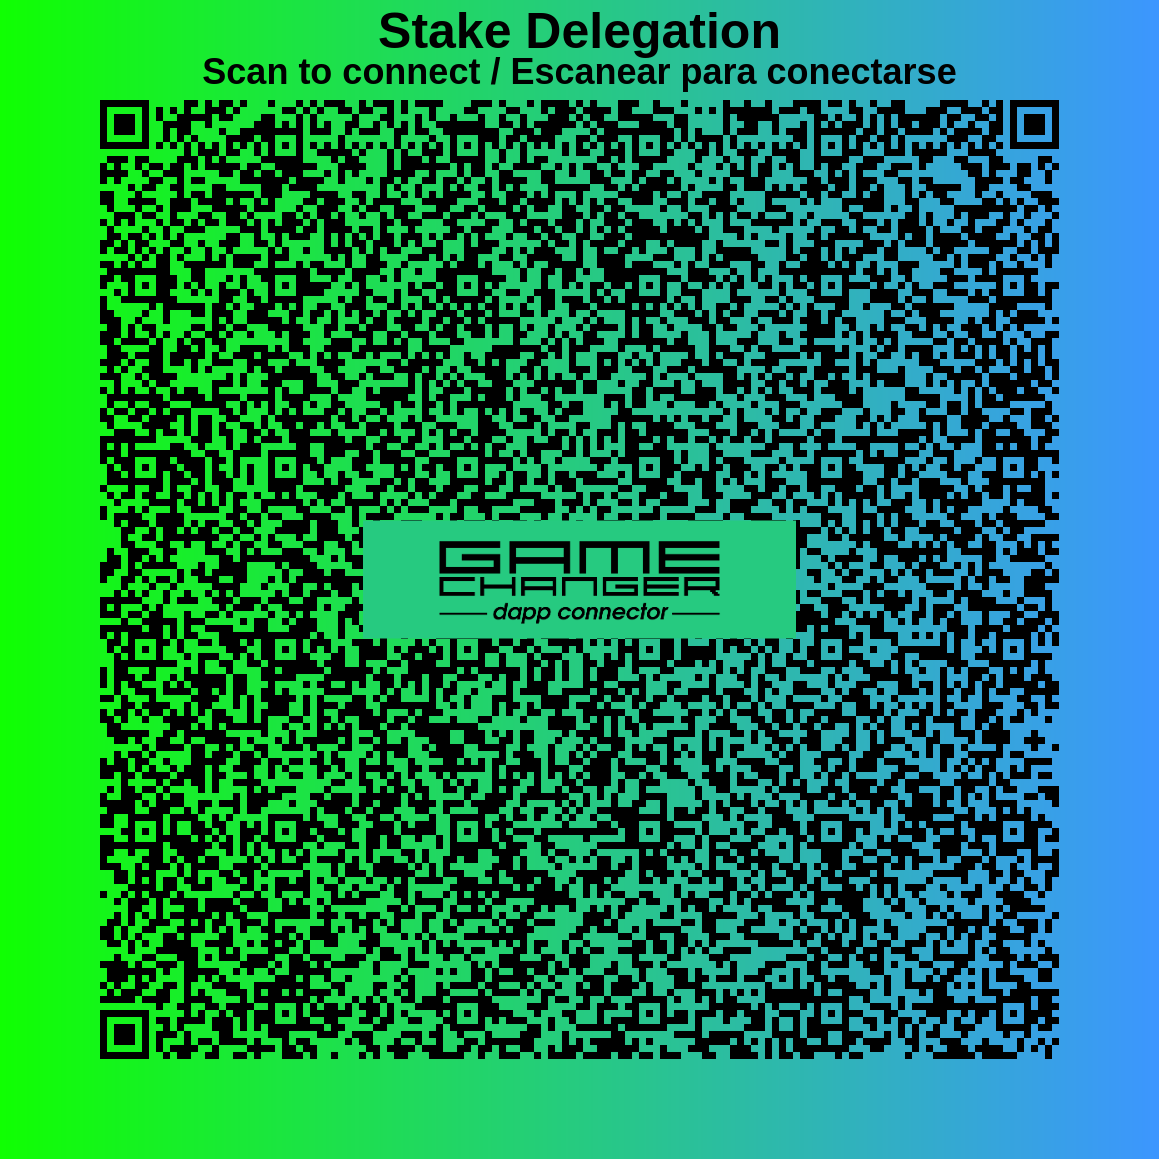 Stake Delegation
Scan to connect / Escanear para conectarse
GAME
CHANGER
dapp connector